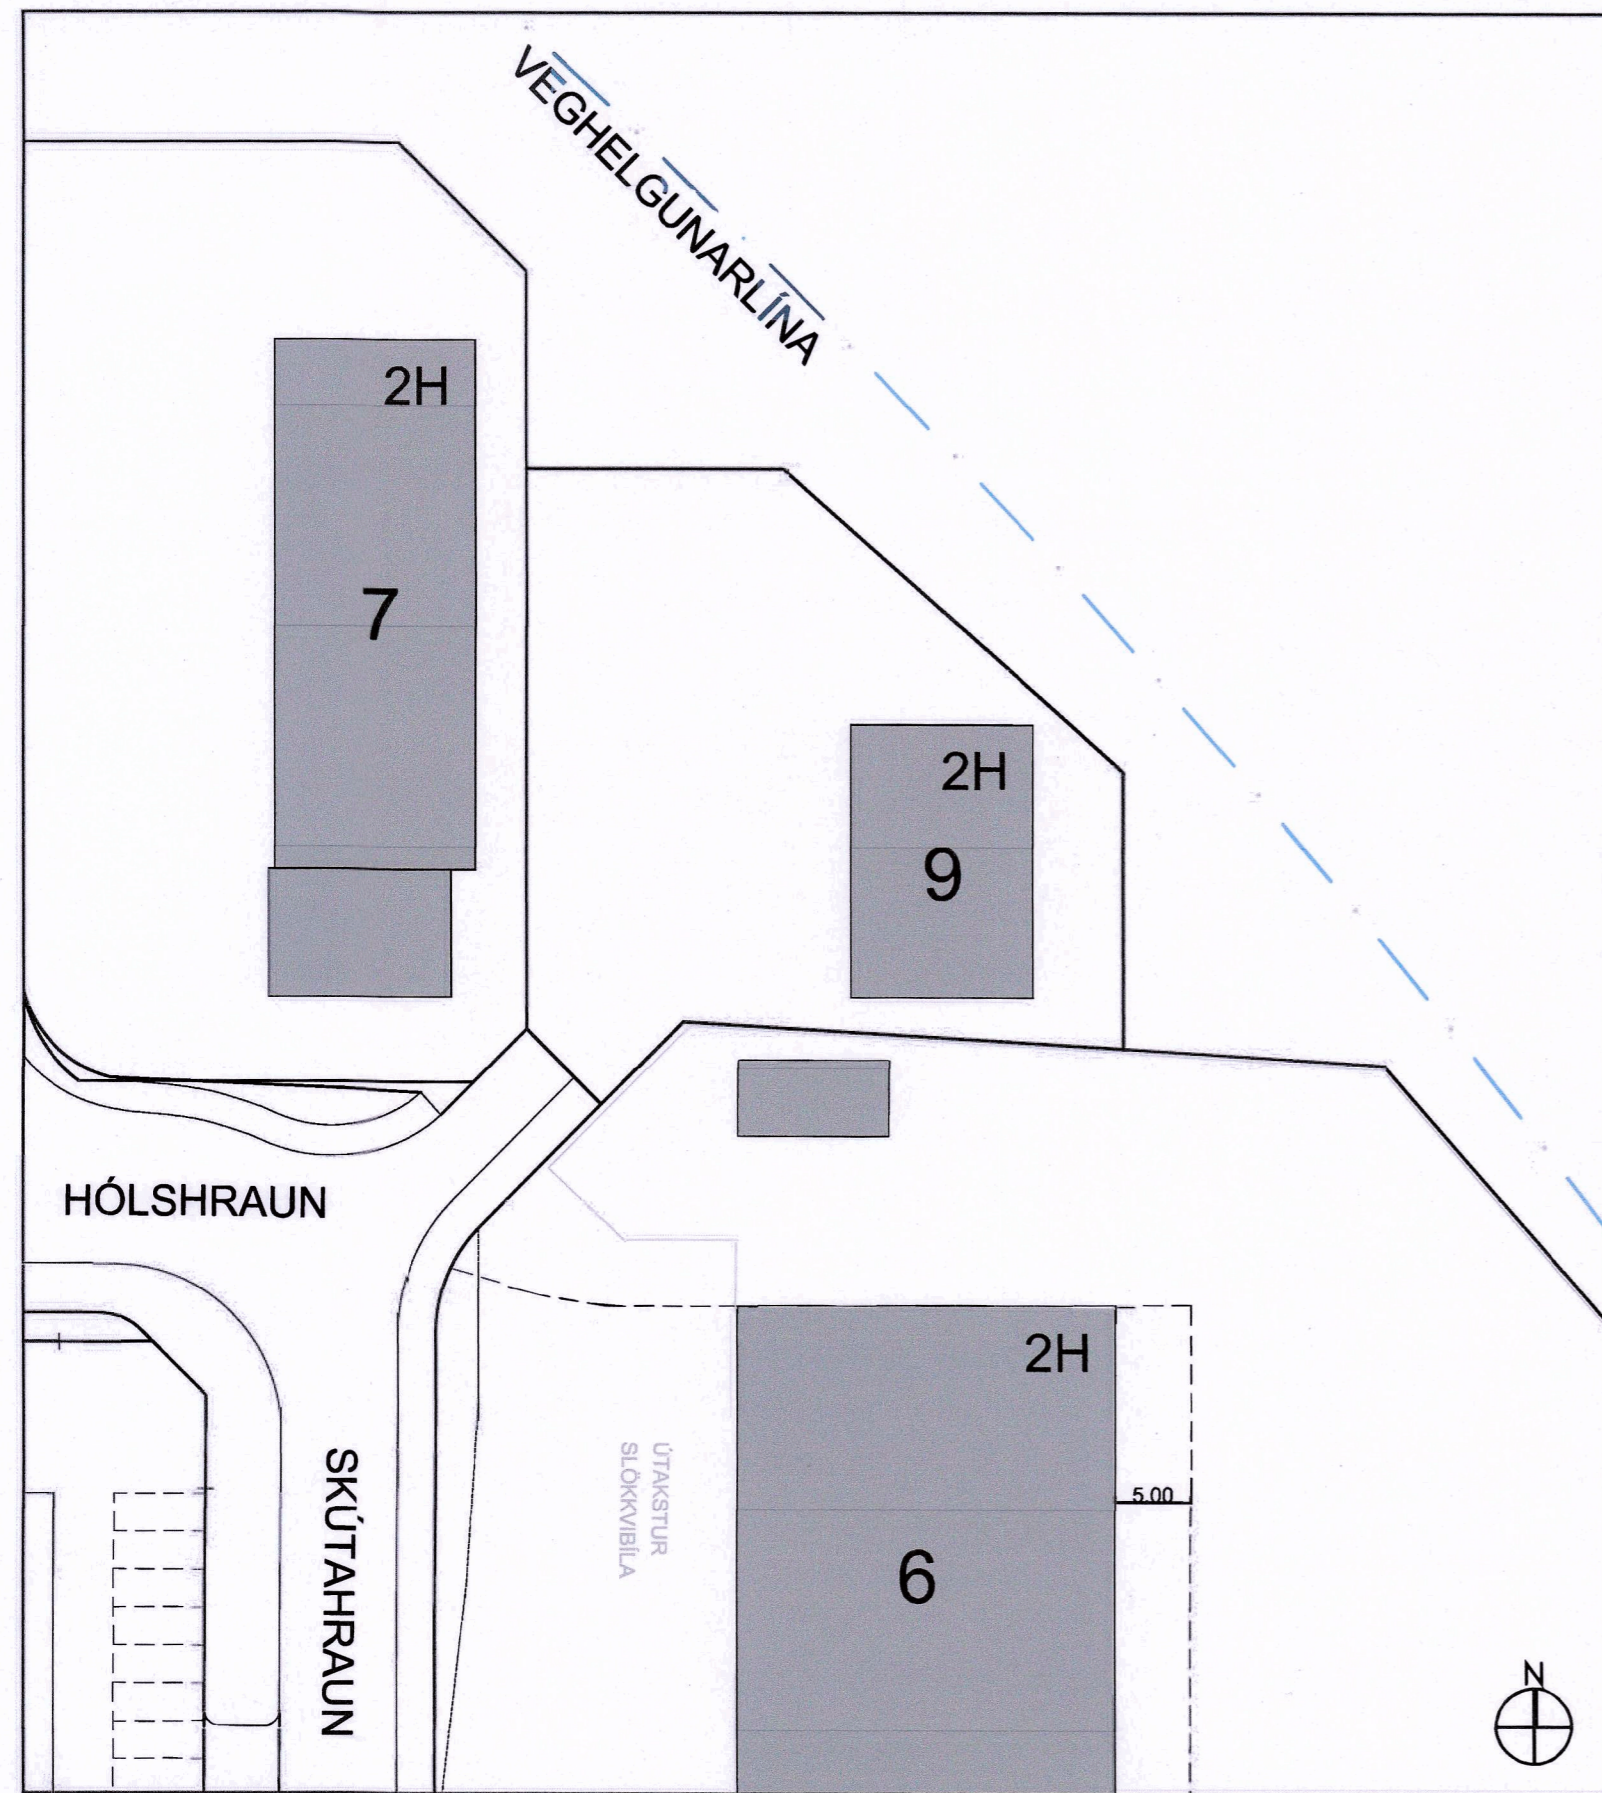 VEGHELGUNARLÍNA
2H
7
2H
9
HÓLSHRAUN
2H
ÚTAKSTUR
SLÖKKVIBÍLA
SKÚTAHRAUN
5.00
6
N